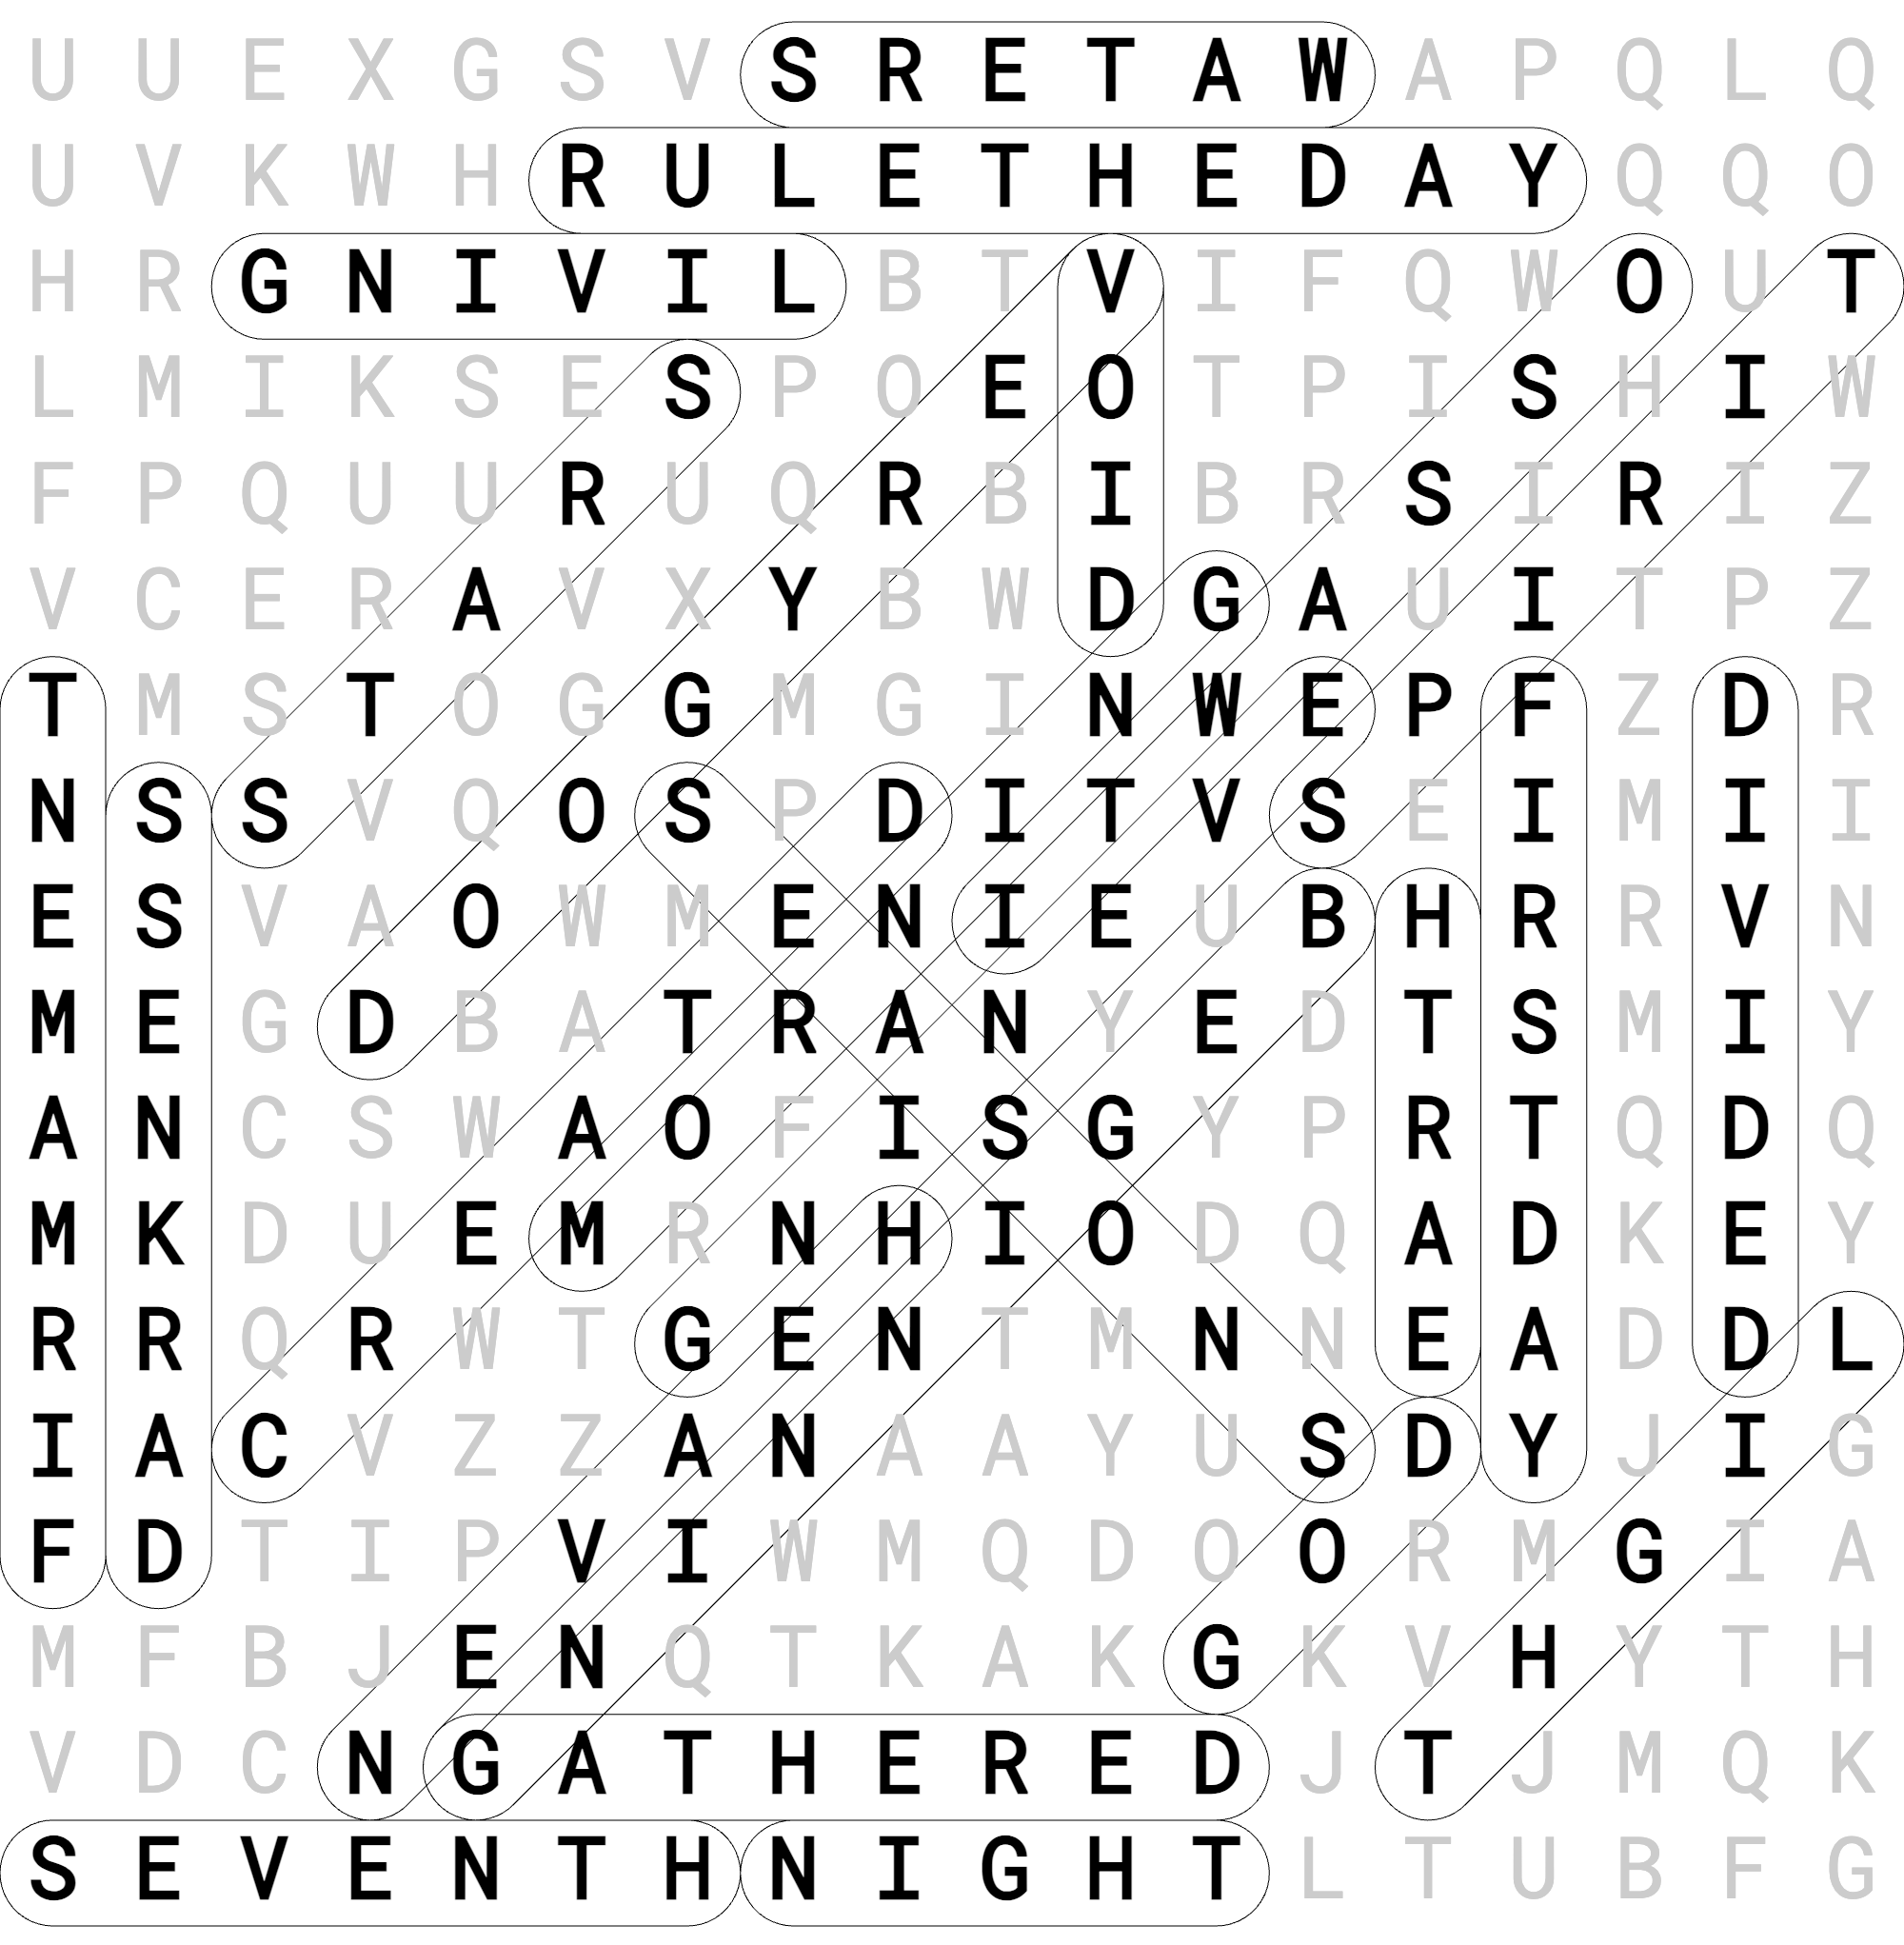 U U E X G S V S R E T A W A P Q L Q
U V K W H R U L E T H E D A Y Q Q O
H R G N I V I L B T V I F Q W O U T
L M I K S E S P O E O T P I S H I W
F P Q U U R U Q R B I B R S I R I Z
V C E R A V X Y B W D G A U I T P Z
T M S T O G G M G I N W E P F Z D R
N S S V Q O S P D I T V S E I M I I
E S V A O W M E N I E U B H R R V N
M E G D B A T R A N Y E D T S M I Y
A N C S W A O F I S G Y P R T Q D Q
M K D U E M R N H I O D Q A D K E Y
R R Q R W T G E N T M N N E A D D L
I A C V Z Z A N A A Y U S D Y J I G
F D T I P V I W M Q D O O R M G I A
M F B J E N Q T K A K G K V H Y T H
V D C N G A T H E R E D J T J M Q K
S E V E N T H N I G H T L T U B F G